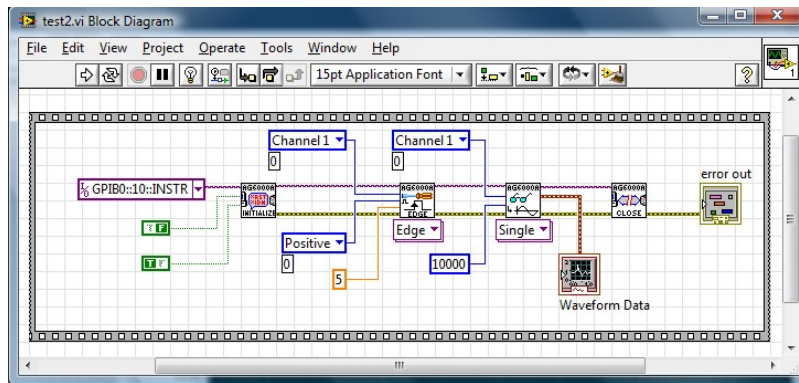 test2.vi Block Diagram
File Edit View Project Operate Tools Window Help
15pt Application Font
1
Channel 1
0
Channel 1
0
error out
GPIB0::10::INSTR
AG6000A
INITIALIZE
AG6000A
EDGE
AG6000A
AG6000A
CLOSE
F
T
Edge
Single
Positive
0
5
10000
Waveform Data